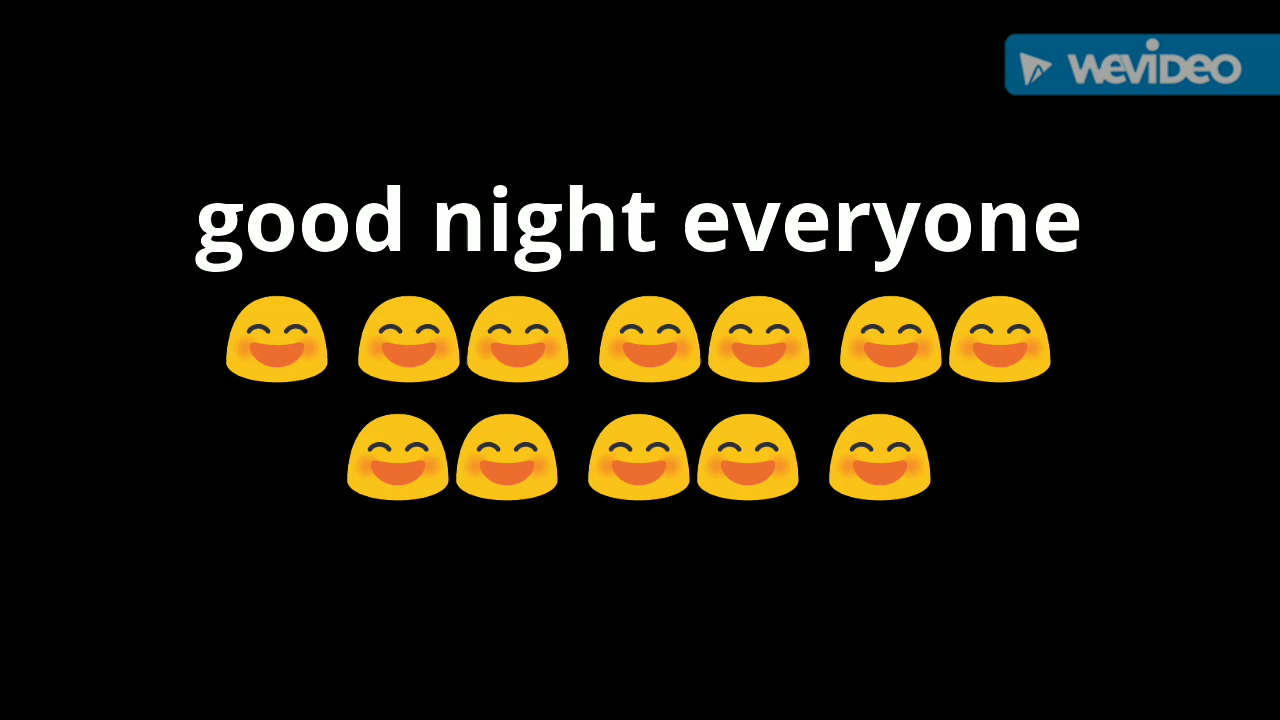 WeVideo
good night everyone
😄 😄😄 😄😄 😄😄
😄😄 😄😄 😄